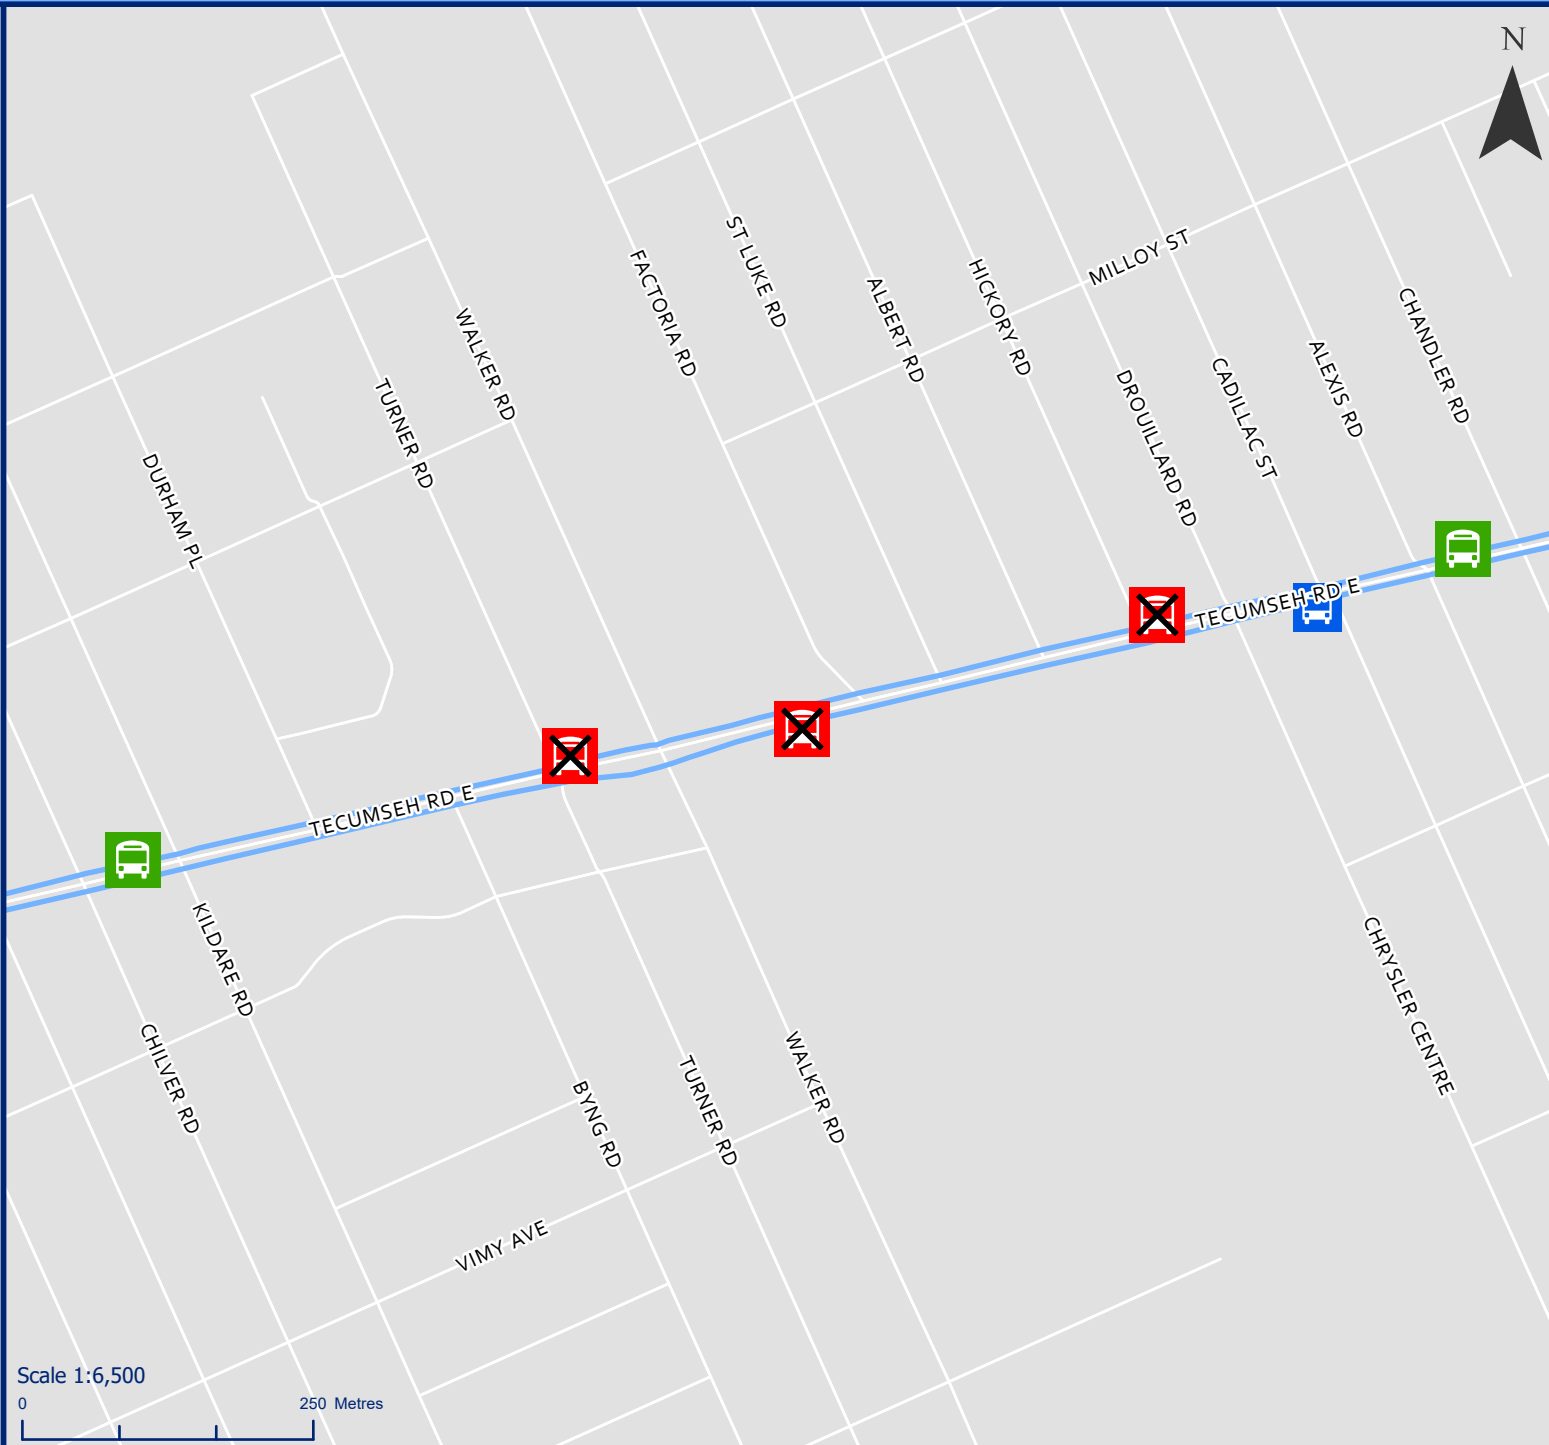 N
ST LUKE RD
MILLOY ST
FACTORIA RD
HICKORY RD
ALBERT RD
CHANDLER RD
WALKER RD
ALEXIS RD
CADILLAC ST
DROUILLARD RD
TURNER RD
DURHAM PL
TECUMSEH RD E
TECUMSEH RD E
KILDARE RD
CHRYSLER CENTRE
CHILVER RD
WALKER RD
TURNER RD
BYNG RD
VIMY AVE
Scale 1:6,500
0 250 Metres